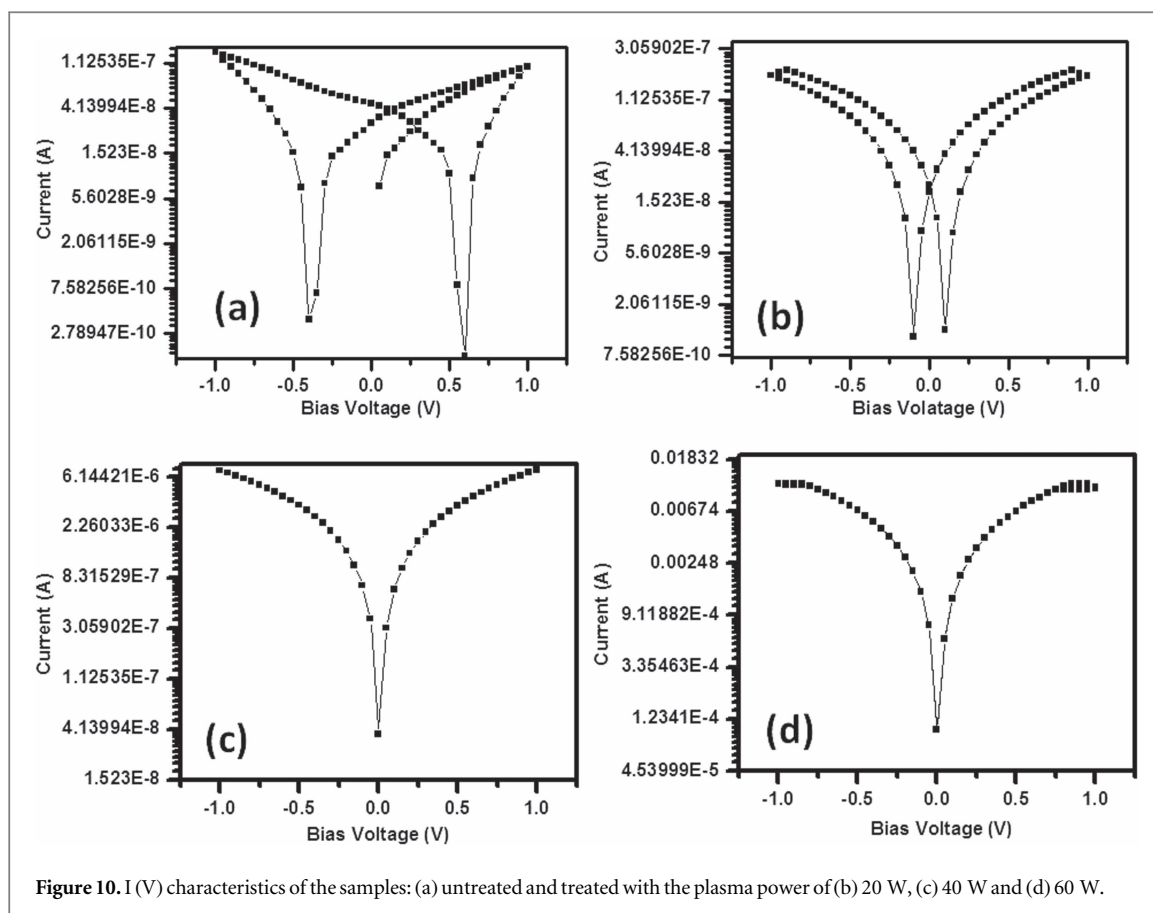 1.12535E-7
4.13994E-8
1.523E-8
5.6028E-9
2.06115E-9
7.58256E-10
2.78947E-10
Current (A)
(a)
-1.0 -0.5 0.0 0.5 1.0
Bias Voltage (V)
3.05902E-7
1.12535E-7
4.13994E-8
1.523E-8
5.6028E-9
2.06115E-9
7.58256E-10
Current (A)
(b)
-1.0 -0.5 0.0 0.5 1.0
Bias Volatage (V)
6.14421E-6
2.26033E-6
8.31529E-7
3.05902E-7
1.12535E-7
4.13994E-8
1.523E-8
Current (A)
(c)
-1.0 -0.5 0.0 0.5 1.0
Bias Voltage (V)
0.01832
0.00674
0.00248
9.11882E-4
3.35463E-4
1.2341E-4
4.53999E-5
Current (A)
(d)
-1.0 -0.5 0.0 0.5 1.0
Bias Voltage (V)
Figure 10. I (V) characteristics of the samples: (a) untreated and treated with the plasma power of (b) 20 W, (c) 40 W and (d) 60 W.